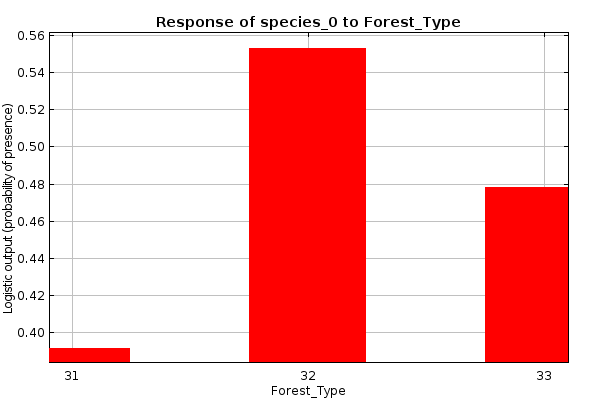 Response of species_0 to Forest_Type
Logistic output (probability of presence)
0.56
0.54
0.52
0.50
0.48
0.46
0.44
0.42
0.40
31 32 33
Forest_Type